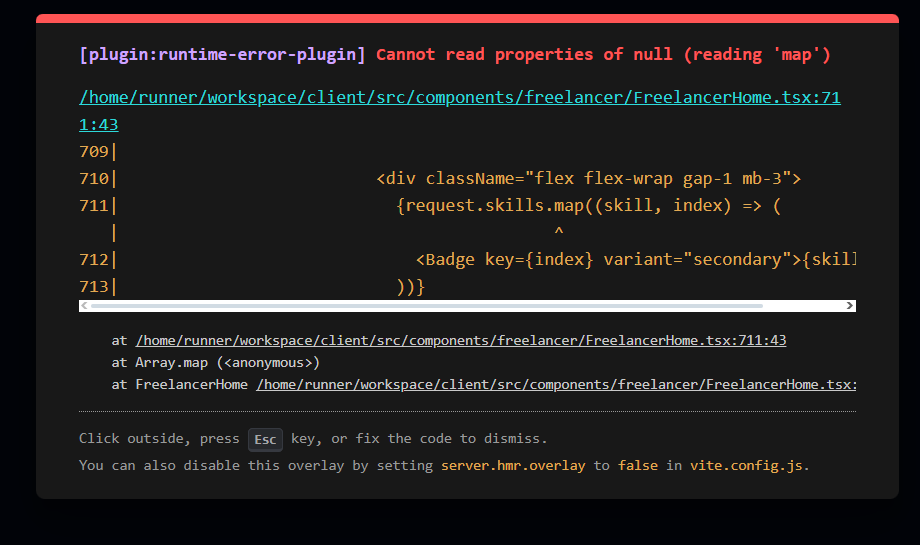 [plugin:runtime-error-plugin] Cannot read properties of null (reading 'map')
/home/runner/workspace/client/src/components/freelancer/FreelancerHome.tsx:71
1:43
709|
710|                          <div className="flex flex-wrap gap-1 mb-3">
711|                            {request.skills.map((skill, index) => (
   |                                            ^
712|                              <Badge key={index} variant="secondary">{skill
713|                            ))}
at /home/runner/workspace/client/src/components/freelancer/FreelancerHome.tsx:711:43
at Array.map (<anonymous>)
at FreelancerHome /home/runner/workspace/client/src/components/freelancer/FreelancerHome.tsx:
Click outside, press Esc key, or fix the code to dismiss.
You can also disable this overlay by setting server.hmr.overlay to false in vite.config.js.